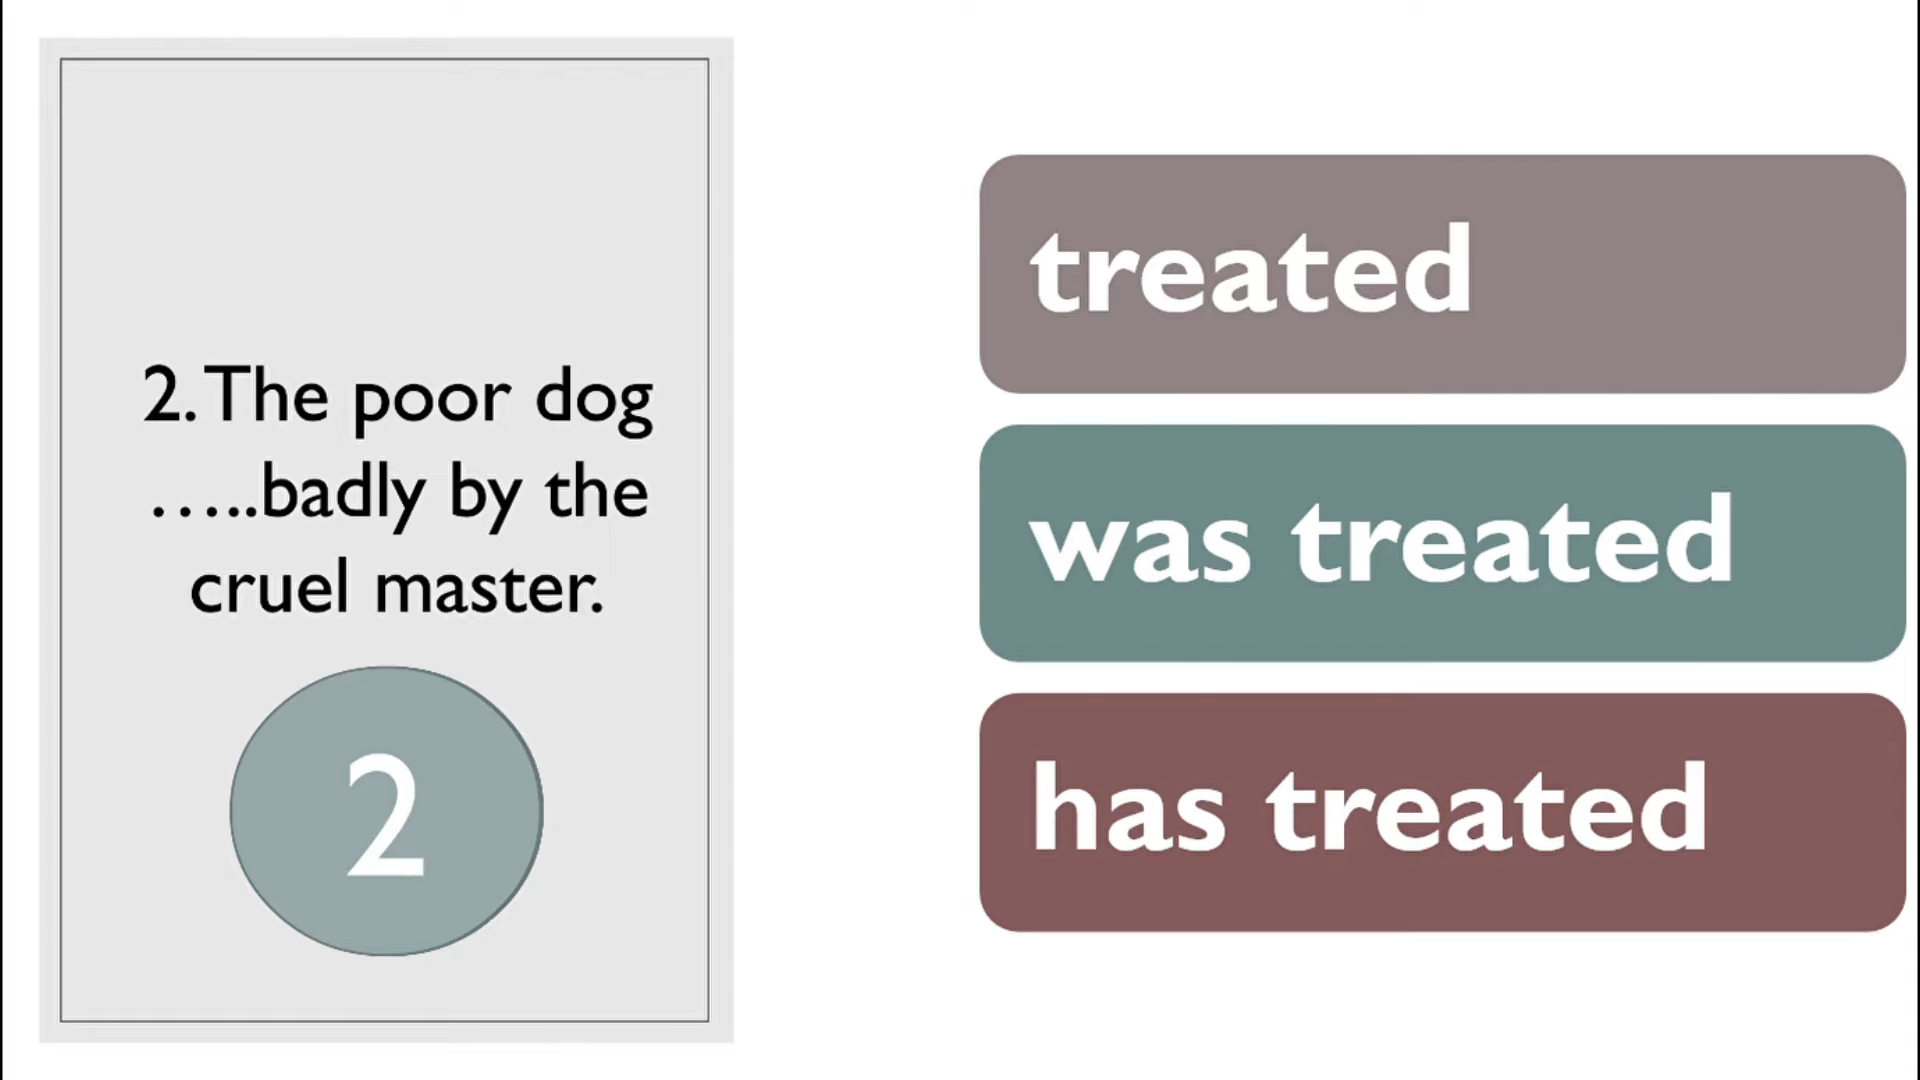 2. The poor dog
…..badly by the
cruel master.
2
treated
was treated
has treated